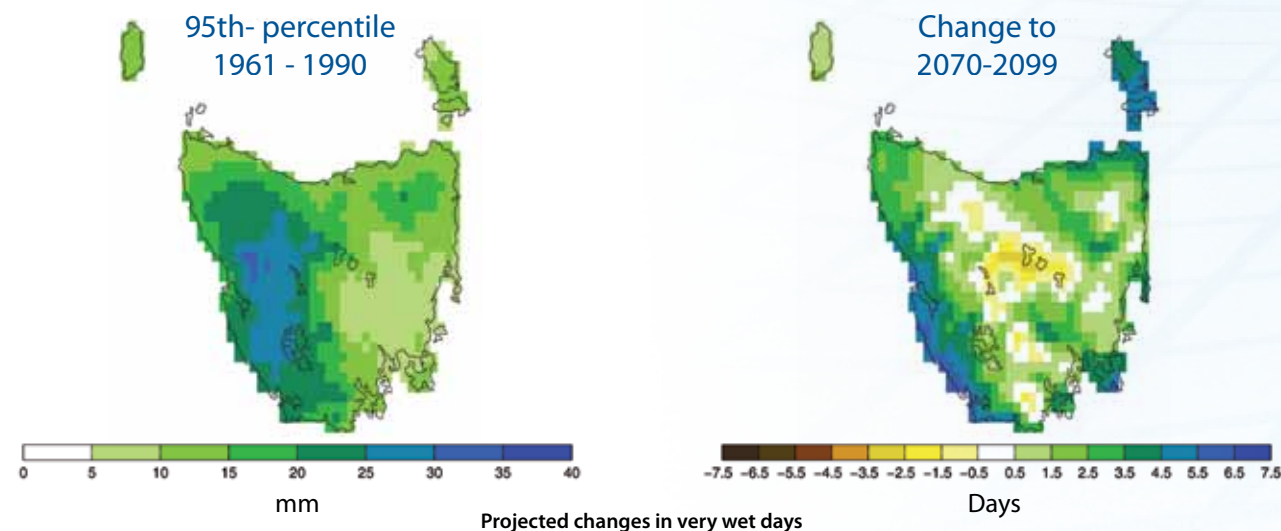 95th- percentile
1961 - 1990
Change to
2070-2099
0 5 10 15 20 25 30 35 40
mm
-7.5 -6.5 -5.5 -4.5 -3.5 -2.5 -1.5 -0.5 0.5 1.5 2.5 3.5 4.5 5.5 6.5 7.5
Days
Projected changes in very wet days